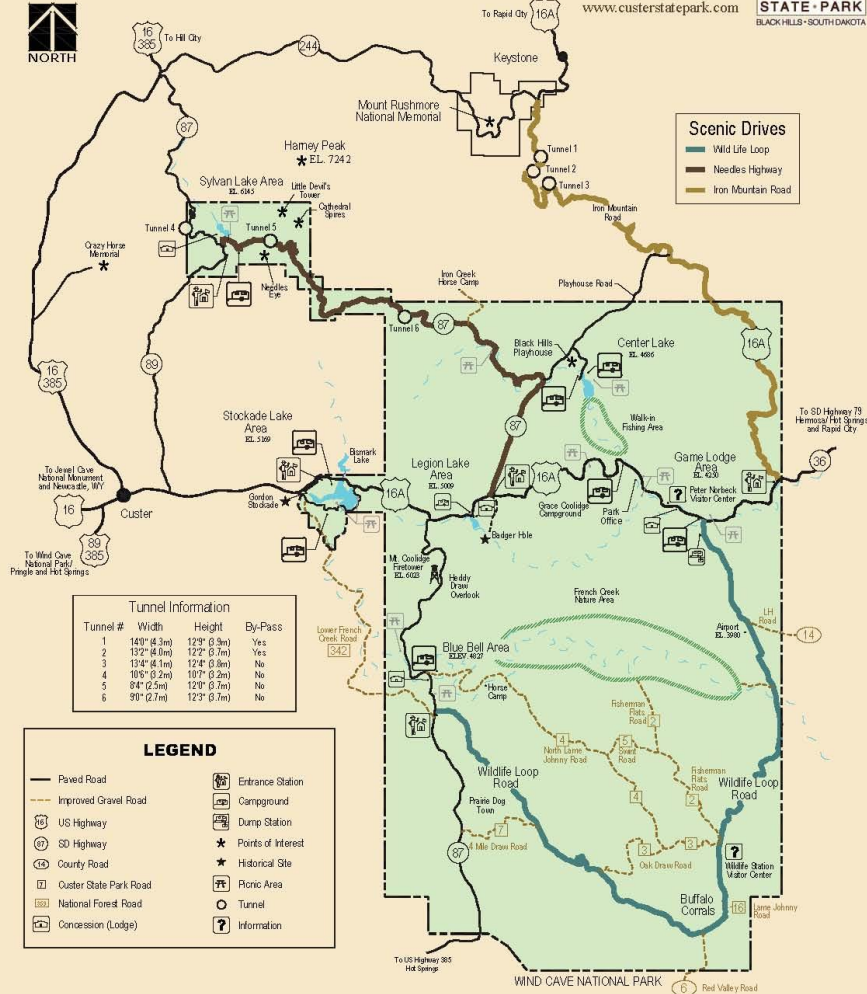 www.custerstatepark.com
STATE • PARK
BLACK HILLS • SOUTH DAKOTA
NORTH
16
385
To Hill City
244
To Rapid City
16A
Keystone
Mount Rushmore
National Memorial
Scenic Drives
Wild Life Loop
Needles Highway
Iron Mountain Road
87
Harney Peak
EL. 7242
Tunnel 1
Tunnel 2
Tunnel 3
Sylvan Lake Area
EL 6145
Little Devil's
Tower
Cathedral
Spires
Tunnel 4
Tunnel 5
Needles
Eye
Iron Mountain
Road
Crazy Horse
Memorial
Iron Creek
Horse Camp
Playhouse Road
Tunnel 6
87
Black Hills
Playhouse
Center Lake
EL 4686
16A
16
385
89
87
Walk-in
Fishing Area
To SD Highway 79
Hermosa/Hot Springs
and Rapid City
36
Stockade Lake
Area
EL 5169
Bismark
Lake
Legion Lake
Area
EL 5009
16A
16A
Game Lodge
Area
EL 4230
Peter Norbeck
Visitor Center
To Jewel Cave
National Monument
and Newcastle, WY
16
Custer
Gordon
Stockade
Grace Coolidge
Campground
Park
Office
Badger Hole
89
385
To Wind Cave
National Park/
Pringle and Hot Springs
Mt. Coolidge
Firetower
EL 6023
Heddy
Draw
Overlook
French Creek
Nature Area
LH
Road
14
Airport
EL 3980
Tunnel Information
Tunnel # Width Height By-Pass
1 14'0" (4.3m) 12'9" (3.9m) Yes
2 13'2" (4.0m) 12'2" (3.7m) Yes
3 13'4" (4.1m) 12'4" (3.8m) No
4 10'6" (3.2m) 10'7" (3.2m) No
5 8'4" (2.5m) 12'0" (3.7m) No
6 9'0" (2.7m) 12'3" (3.7m) No
Lower French
Creek Road
342
Blue Bell Area
ELEV. 4827
Horse
Camp
Fisherman
Flats
Road
2
4
North Lame
Johnny Road
5
Swint
Road
Fisherman
Flats
Road
2
4
Wildlife Loop
Road
Wildlife Loop
Road
Prairie Dog
Town
7
4 Mile Draw Road
3
3
Oak Draw Road
Wildlife Station
Visitor Center
87
Buffalo
Corrals
16
Lame Johnny
Road
To US Highway 385
Hot Springs
WIND CAVE NATIONAL PARK
6
Red Valley Road
LEGEND
Paved Road
Improved Gravel Road
16
US Highway
87
SD Highway
14
County Road
7
Custer State Park Road
National Forest Road
Concession (Lodge)
Entrance Station
Campground
Dump Station
Points of Interest
Historical Site
Picnic Area
Tunnel
?
Information